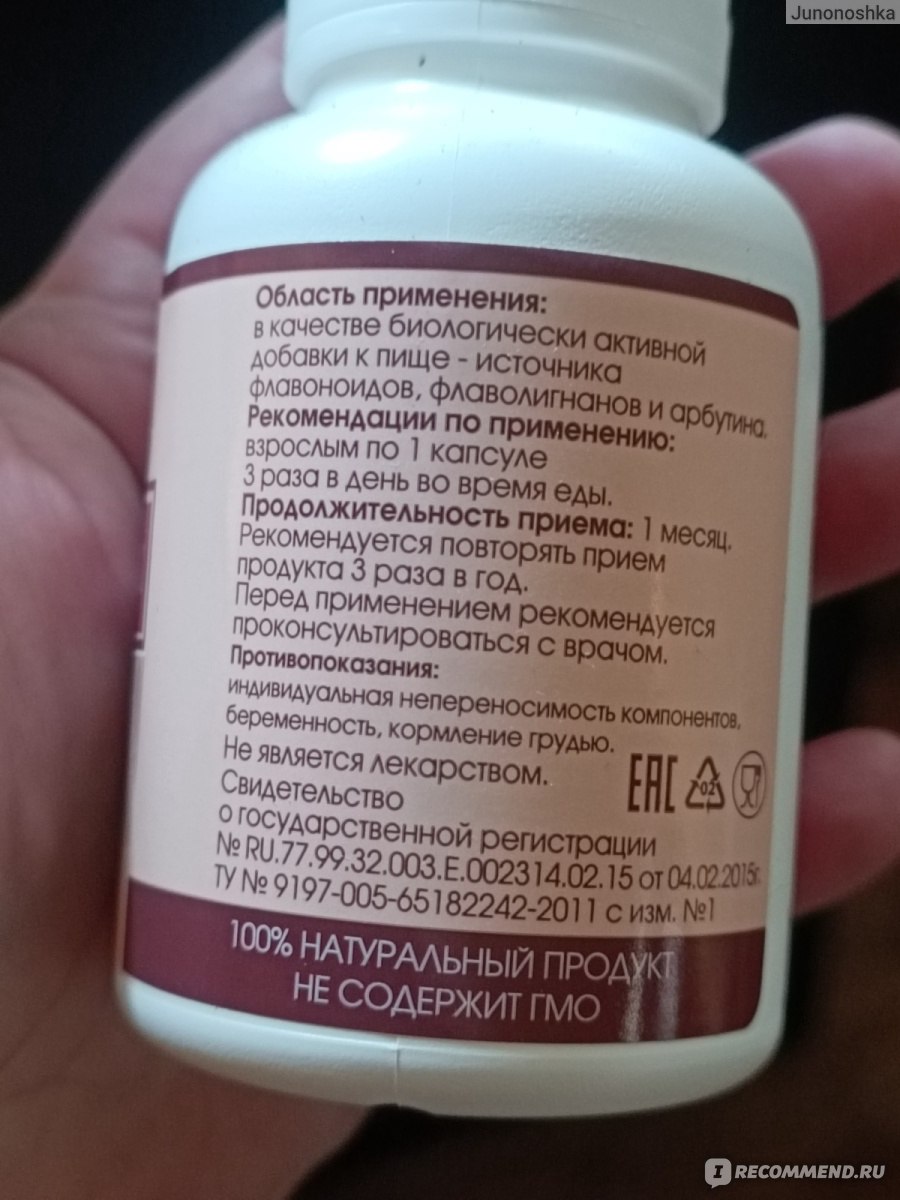 Junonoshka
Область применения:
в качестве биологически активной
добавки к пище - источника
флавоноидов, флаволигнанов и арбутина.
Рекомендации по применению:
взрослым по 1 капсуле
3 раза в день во время еды.
Продолжительность приема: 1 месяц.
Рекомендуется повторять прием
продукта 3 раза в год.
Перед применением рекомендуется
проконсультироваться с врачом.
Противопоказания:
индивидуальная непереносимость компонентов,
беременность, кормление грудью.
Не является лекарством.
EAC 02
Свидетельство
о государственной регистрации
№ RU.77.99.32.003.Е.002314.02.15 от 04.02.2015г.
ТУ № 9197-005-65182242-2011 с изм. №1
100% НАТУРАЛЬНЫЙ ПРОДУКТ
НЕ СОДЕРЖИТ ГМО
IRECOMMEND.RU